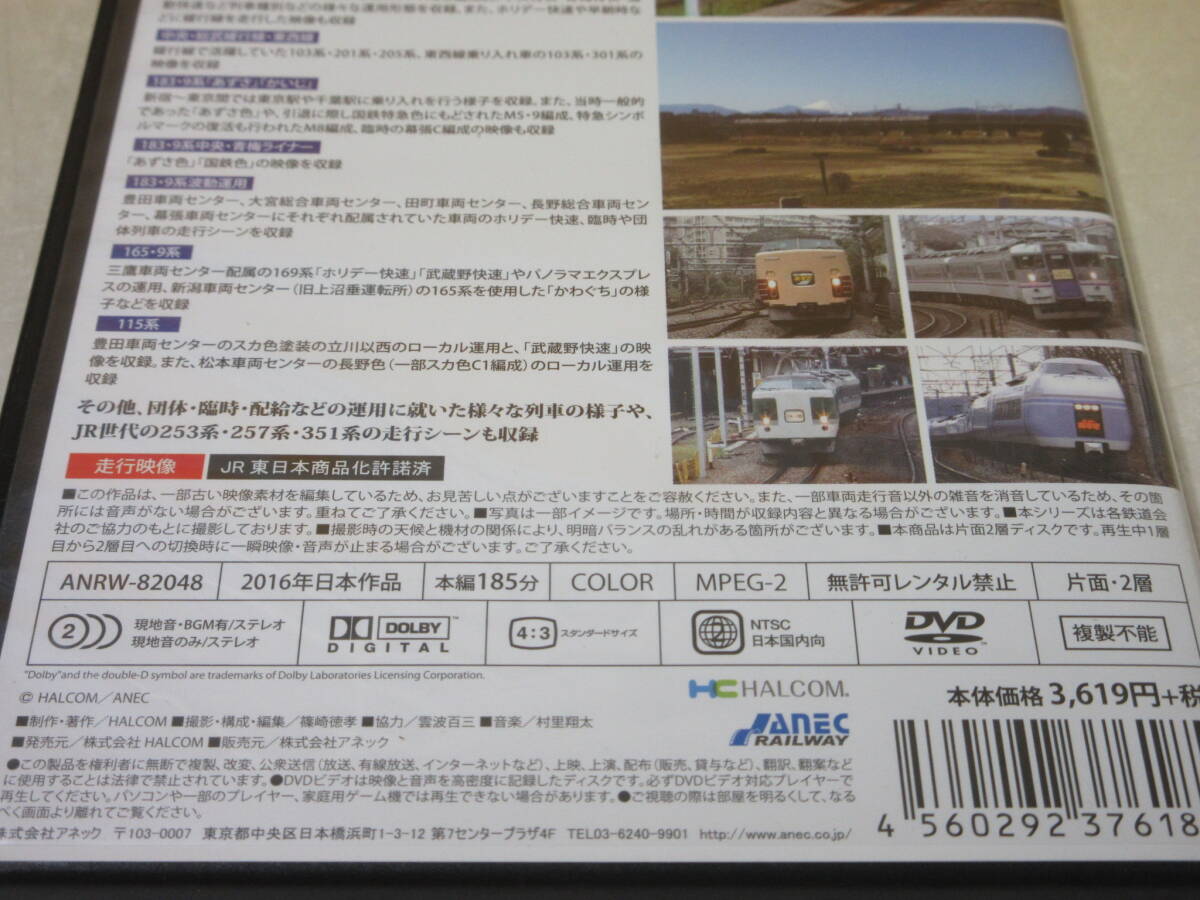 どに緩行線を走行した映像も収録
中央・総武緩行線・東西線
緩行線で活躍していた103系・201系・205系、東西線乗り入れ車の103系・301系の
映像を収録
183・9系「あずさ」「かいじ」
新宿〜東京間では東京駅や千葉駅に乗り入れを行う様子を収録。また、当時一般的
であった「あずさ色」や、引退に際し国鉄特急色にもどされたM5・9編成、特急シンボ
ルマークの復活も行われたM8編成、臨時の幕張C編成の映像も収録
183・9系中央・青梅ライナー
「あずさ色」「国鉄色」の映像を収録
183・9系波動運用
豊田車両センター、大宮総合車両センター、田町車両センター、長野総合車両セン
ター、幕張車両センターにそれぞれ配属されていた車両のホリデー快速、臨時や団
体列車の走行シーンを収録
165・9系
三鷹車両センター配属の169系「ホリデー快速」「武蔵野快速」やパノラマエクスプレ
スの運用、新潟車両センター(旧上沼垂運転所)の165系を使用した「かわぐち」の様
子などを収録
115系
豊田車両センターのスカ色塗装の立川以西のローカル運用と、「武蔵野快速」の映
像を収録。また、松本車両センターの長野色(一部スカ色C1編成)のローカル運用を
収録
その他、団体・臨時・配給などの運用に就いた様々な列車の様子や、
JR世代の253系・257系・351系の走行シーンも収録
走行映像 JR東日本商品化許諾済
■この作品は、一部古い映像素材を編集しているため、お見苦しい点がございますことをご容赦ください。また、一部車両走行音以外の雑音を消音しているため、その箇
所には音声がない場合がございます。重ねてご了承ください。■写真は一部イメージです。場所・時間が収録内容と異なる場合がございます。■本シリーズは各鉄道会
社のご協力のもとに撮影しております。■撮影時の天候と機材の関係により、明暗バランスの乱れがある箇所がございます。■本商品は片面2層ディスクです。再生中1層
目から2層目への切換時に一瞬映像・音声が止まる場合がございます。ご了承ください。
ANRW-82048 2016年日本作品 本編185分 COLOR MPEG-2 無許可レンタル禁止 片面・2層
2 現地音・BGM有/ステレオ
現地音のみ/ステレオ
DOLBY
DIGITAL
4:3 スタンダードサイズ
2 NTSC
日本国内向
DVD
VIDEO
複製不能
"Dolby"and the double-D symbol are trademarks of Dolby Laboratories Licensing Corporation.
© HALCOM/ANEC
HALCOM.
本体価格 3,619円+税
■制作・著作/HALCOM ■撮影・構成・編集/篠崎徳孝 ■協力/雲波百三 ■音楽/村里翔太
■発売元/株式会社HALCOM ■販売元/株式会社アネック
ANEC
RAILWAY
●この製品を権利者に無断で複製、改変、公衆送信(放送、有線放送、インターネットなど)、上映、上演、配布(販売、貸与など)、翻訳、翻案など
に使用することは法律で禁止されています。●DVDビデオは映像と音声を高密度に記録したディスクです。必ずDVDビデオ対応プレイヤーで
再生してください。パソコンや一部のプレイヤー、家庭用ゲーム機では再生できない場合があります。●ご視聴の際は部屋を明るくして、なる
べく画面より離れてご覧ください。
株式会社アネック 〒103-0007 東京都中央区日本橋浜町1-3-12 第7センタープラザ4F TEL03-6240-9901 http://www.anec.co.jp/
4 560292 37618